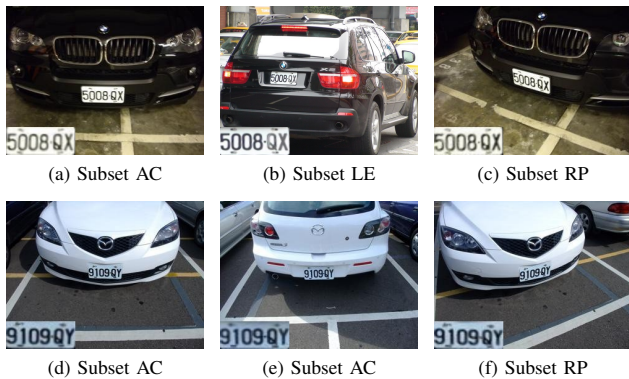 5008·QX
5008·QX
X5
5008·QX
5008·QX
5008·QX
5008·QX
(a) Subset AC
(b) Subset LE
(c) Subset RP
9109·QY
9109·QY
9109·QY
9109·QY
9109·QY
9109·QY
(d) Subset AC
(e) Subset AC
(f) Subset RP